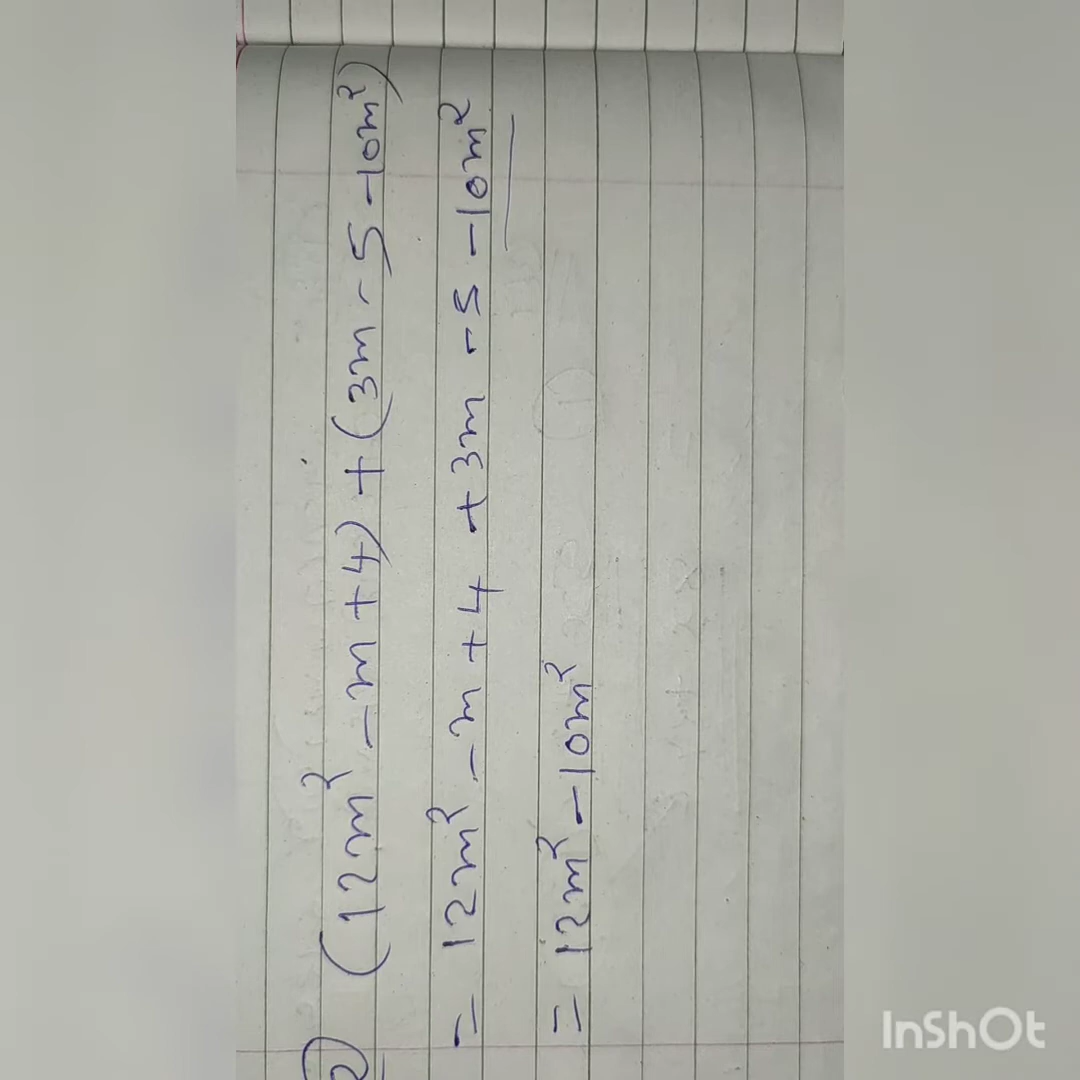 2) (12m² - m + 4) + (3m - 5 - 10m²)
= 12m² - m + 4 + 3m - 5 - 10m²
= 12m² - 10m²
InShOt